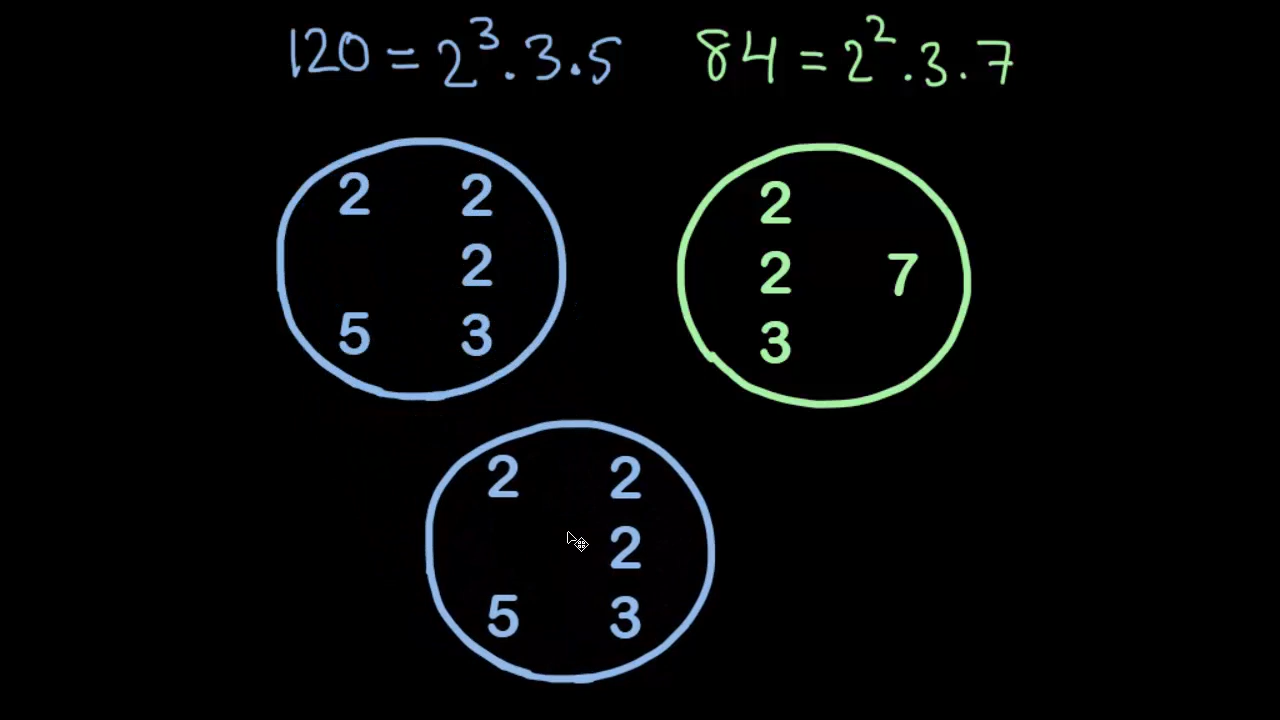 120 = 2³.3.5 84 = 2².3.7
2 2 2
2 2 7
5 3 3
2 2
2
5 3